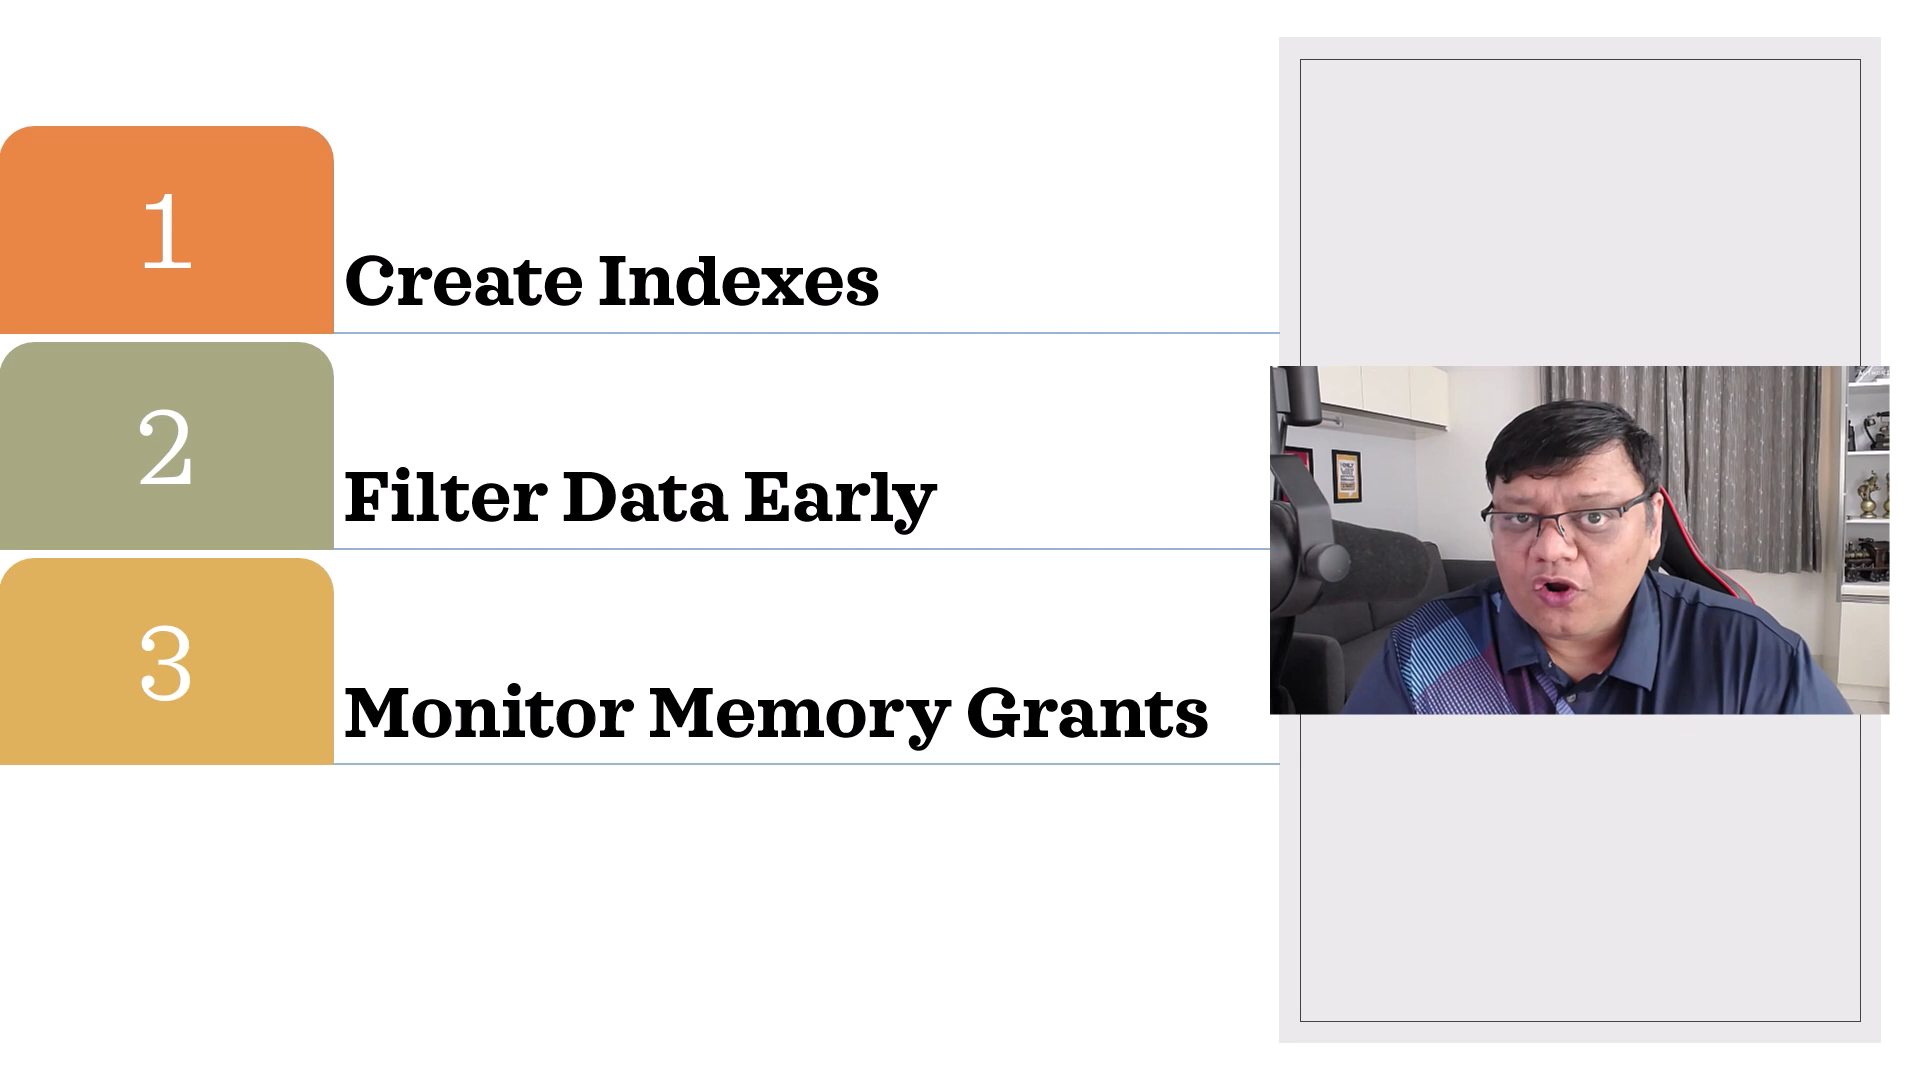 1
Create Indexes
2
Filter Data Early
3
Monitor Memory Grants